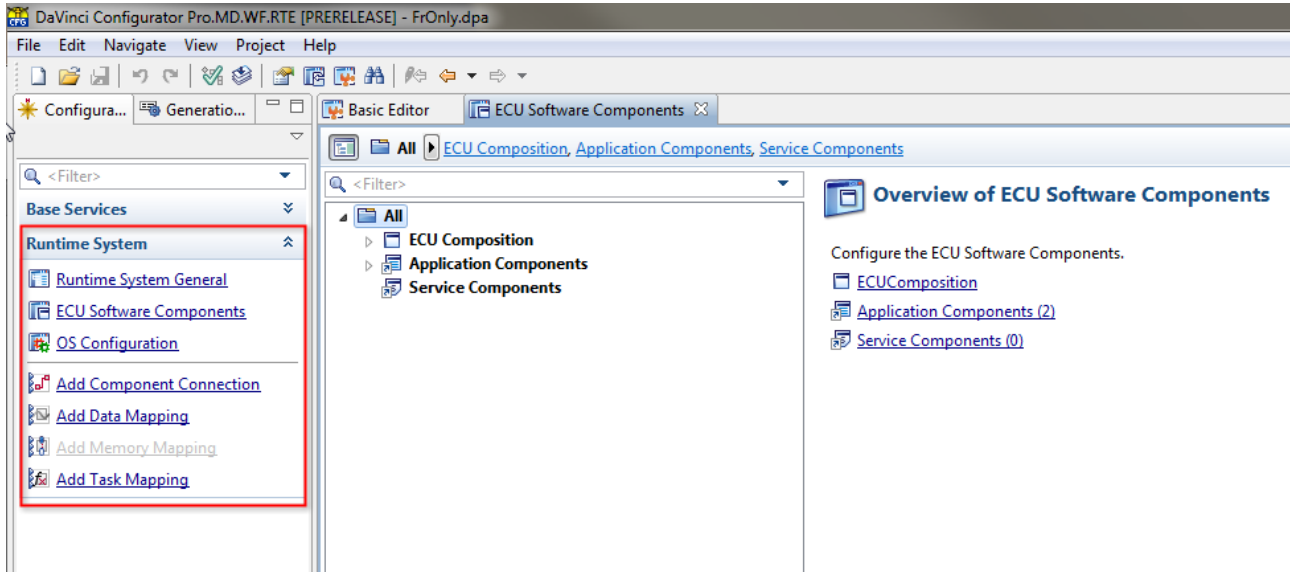 DaVinci Configurator Pro.MD.WF.RTE [PRERELEASE] - FrOnly.dpa
File Edit Navigate View Project Help
Configura... Generatio... Basic Editor ECU Software Components
All ECU Composition, Application Components, Service Components
<Filter>
Base Services
Runtime System
Runtime System General
ECU Software Components
OS Configuration
Add Component Connection
Add Data Mapping
Add Memory Mapping
Add Task Mapping
<Filter>
All
ECU Composition
Application Components
Service Components
Overview of ECU Software Components
Configure the ECU Software Components.
ECUComposition
Application Components (2)
Service Components (0)